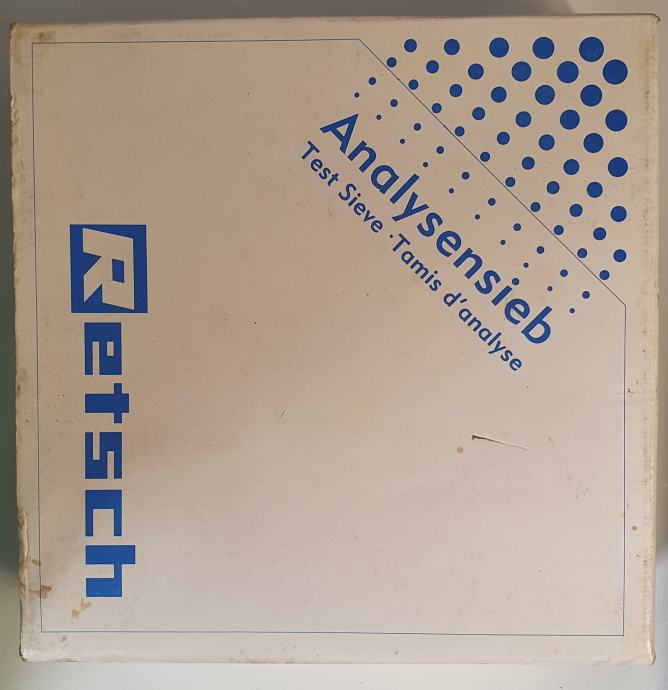 Analysensieb
Test Sieve · Tamis d'analyse
Retsch